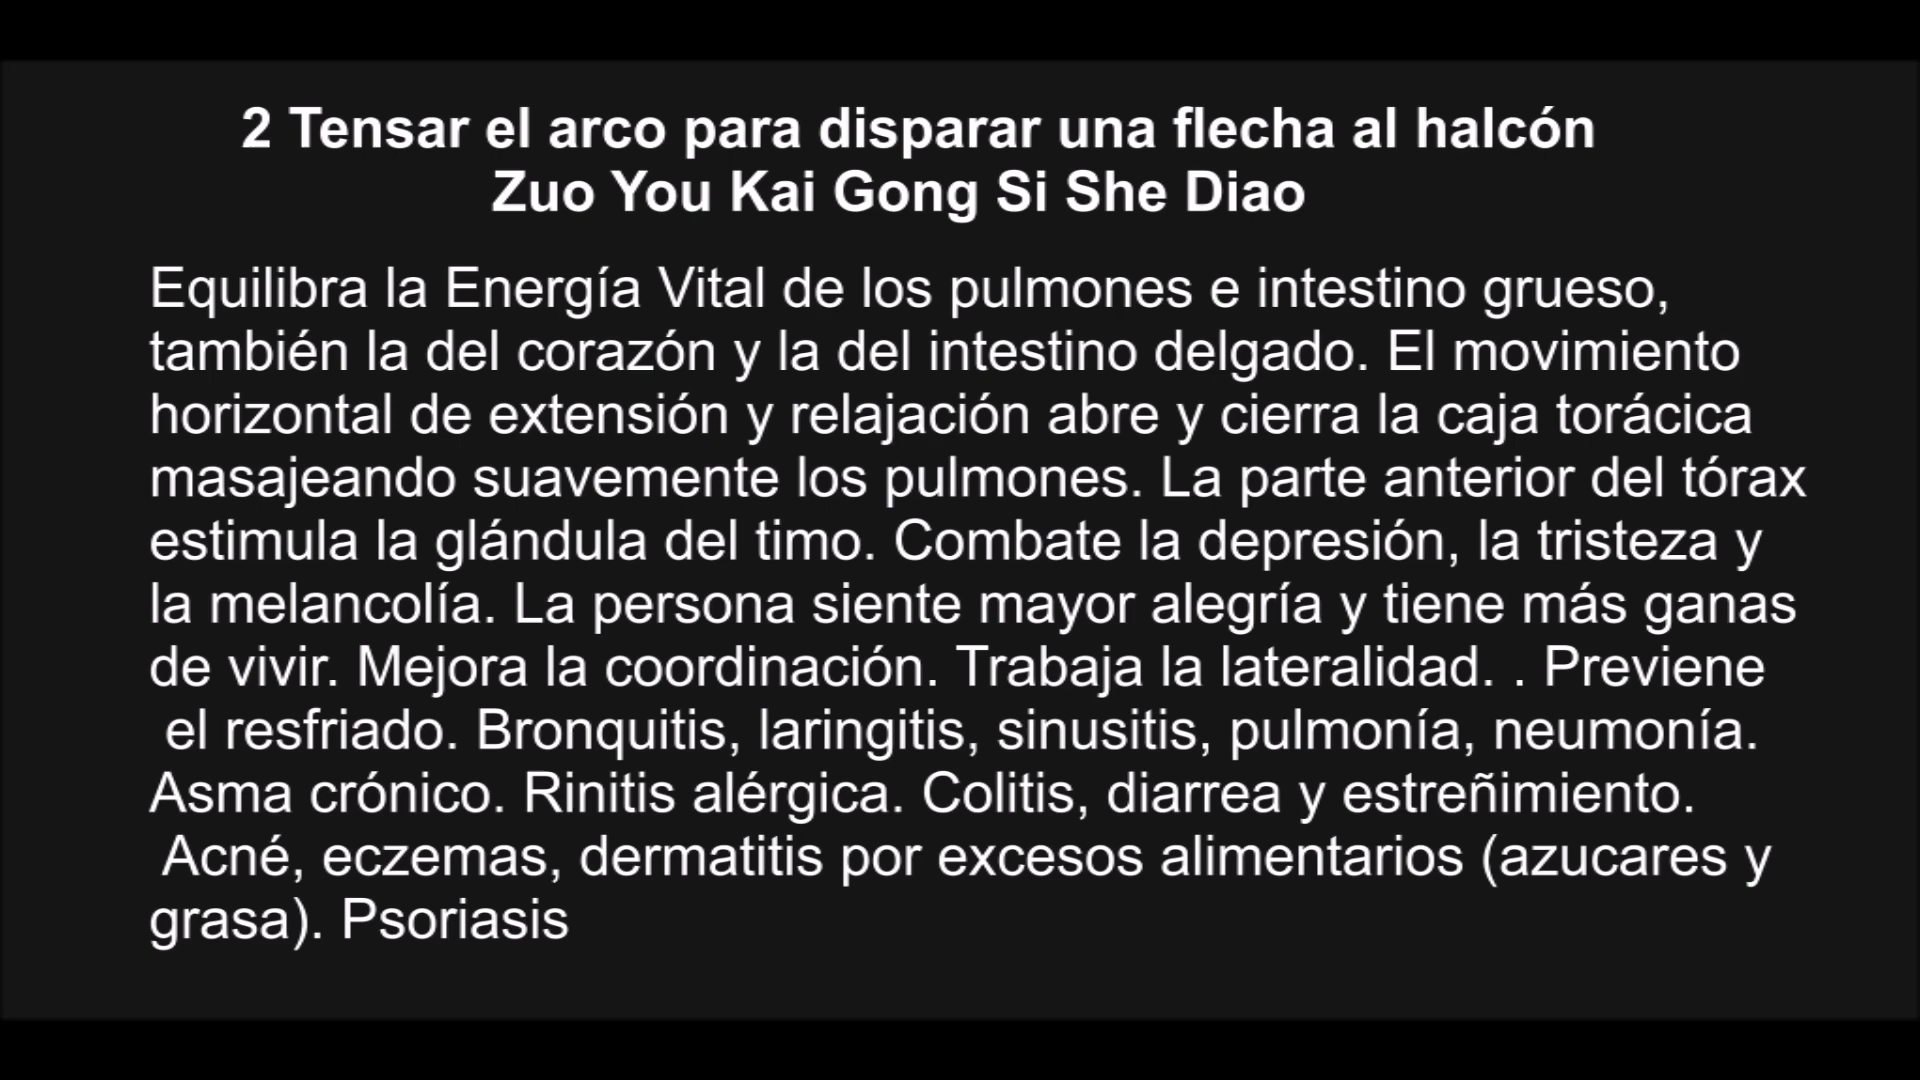 2 Tensar el arco para disparar una flecha al halcón
Zuo You Kai Gong Si She Diao
Equilibra la Energía Vital de los pulmones e intestino grueso,
también la del corazón y la del intestino delgado. El movimiento
horizontal de extensión y relajación abre y cierra la caja torácica
masajeando suavemente los pulmones. La parte anterior del tórax
estimula la glándula del timo. Combate la depresión, la tristeza y
la melancolía. La persona siente mayor alegría y tiene más ganas
de vivir. Mejora la coordinación. Trabaja la lateralidad. . Previene
el resfriado. Bronquitis, laringitis, sinusitis, pulmonía, neumonía.
Asma crónico. Rinitis alérgica. Colitis, diarrea y estreñimiento.
Acné, eczemas, dermatitis por excesos alimentarios (azucares y
grasa). Psoriasis